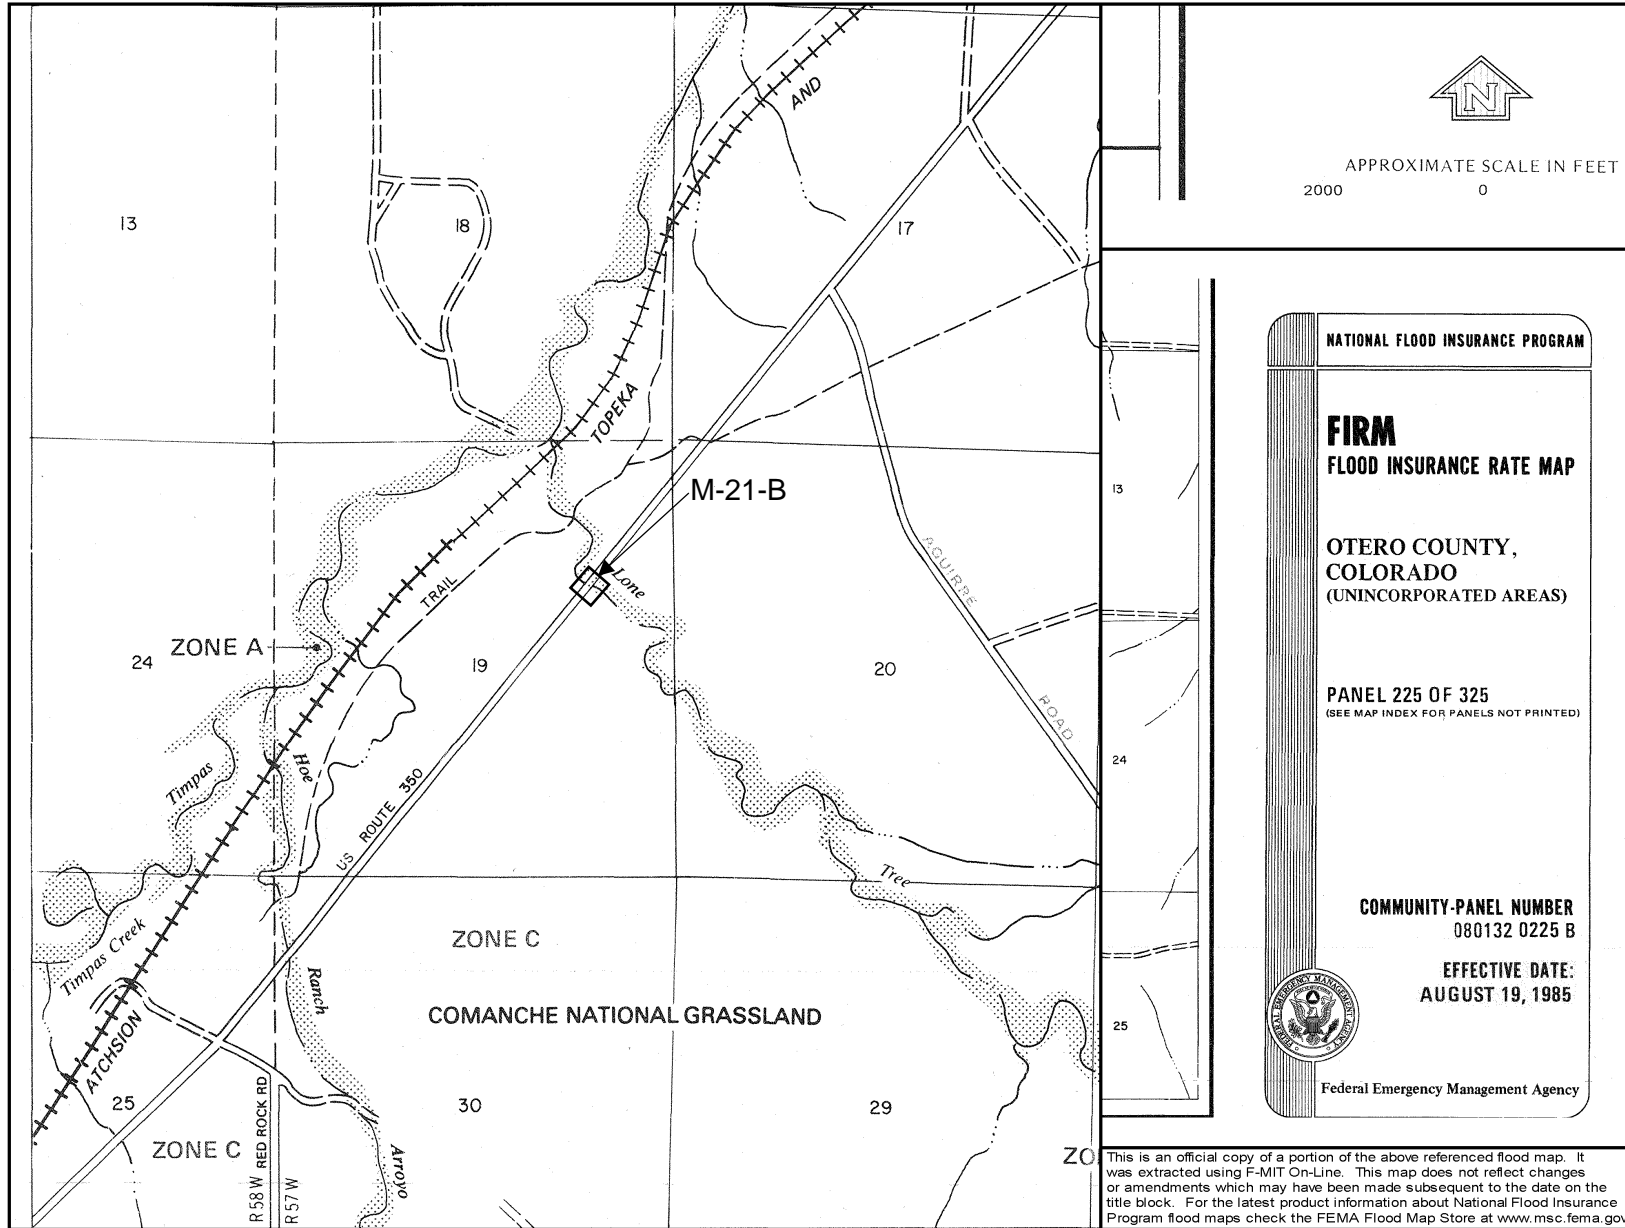 AND
13
18
17
TOPEKA
M-21-B
Lone
TRAIL
AGUIRRE
ZONE A
24
19
20
ROAD
Timpas
Hoe
US ROUTE 350
Tree
Timpas Creek
ZONE C
Ranch
COMANCHE NATIONAL GRASSLAND
ATCHSION
25
30
29
RED ROCK RD
ZONE C
Arroyo
ZO
R 58 W
R 57 W
13
24
25
N
APPROXIMATE SCALE IN FEET
2000 0
NATIONAL FLOOD INSURANCE PROGRAM
FIRM
FLOOD INSURANCE RATE MAP
OTERO COUNTY,
COLORADO
(UNINCORPORATED AREAS)
PANEL 225 OF 325
(SEE MAP INDEX FOR PANELS NOT PRINTED)
COMMUNITY-PANEL NUMBER
080132 0225 B
EFFECTIVE DATE:
AUGUST 19, 1985
FEDERAL EMERGENCY MANAGEMENT AGENCY
Federal Emergency Management Agency
This is an official copy of a portion of the above referenced flood map. It
was extracted using F-MIT On-Line. This map does not reflect changes
or amendments which may have been made subsequent to the date on the
title block. For the latest product information about National Flood Insurance
Program flood maps check the FEMA Flood Map Store at www.msc.fema.gov